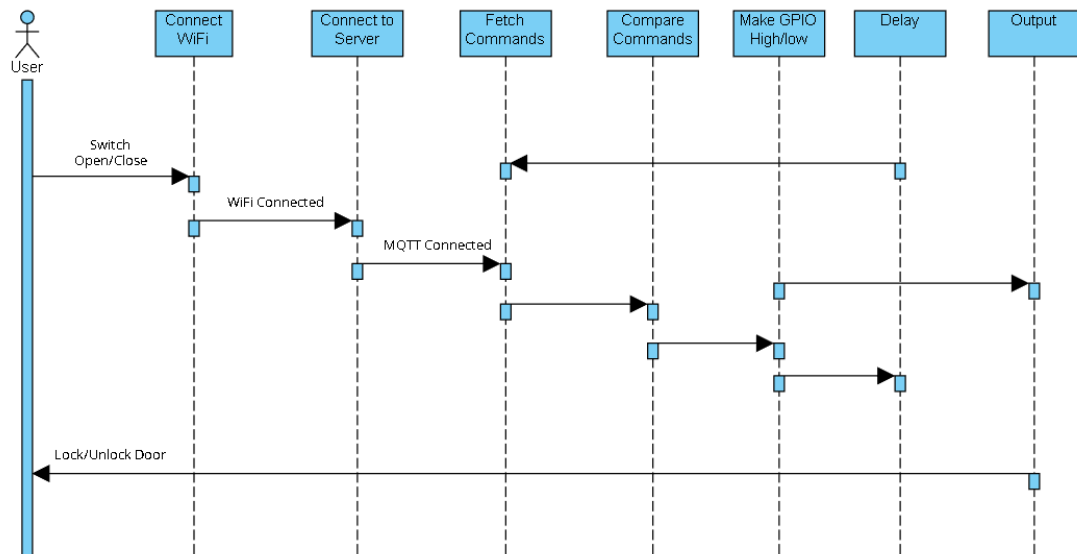 Connect
WiFi
Connect to
Server
Fetch
Commands
Compare
Commands
Make GPIO
High/low
Delay
Output
User
Switch
Open/Close
WiFi Connected
MQTT Connected
Lock/Unlock Door